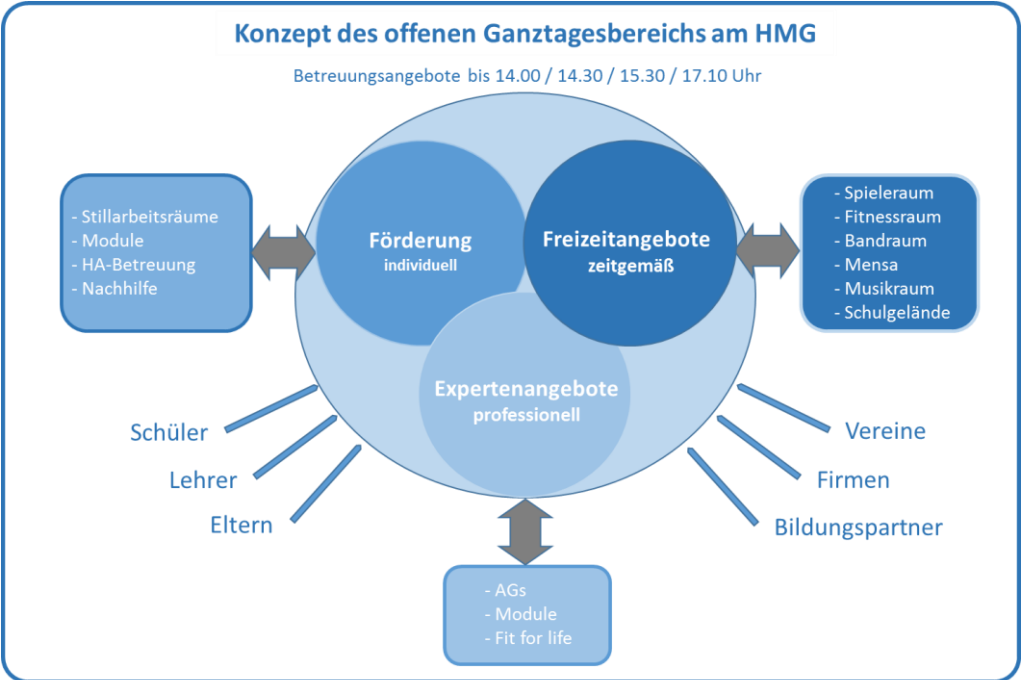 Konzept des offenen Ganztagesbereichs am HMG
Betreuungsangebote bis 14.00 / 14.30 / 15.30 / 17.10 Uhr
- Stillarbeitsräume
- Module
- HA-Betreuung
- Nachhilfe
Förderung
individuell
Freizeitangebote
zeitgemäß
- Spieleraum
- Fitnessraum
- Bandraum
- Mensa
- Musikraum
- Schulgelände
Expertenangebote
professionell
Schüler
Lehrer
Eltern
Vereine
Firmen
Bildungspartner
- AGs
- Module
- Fit for life